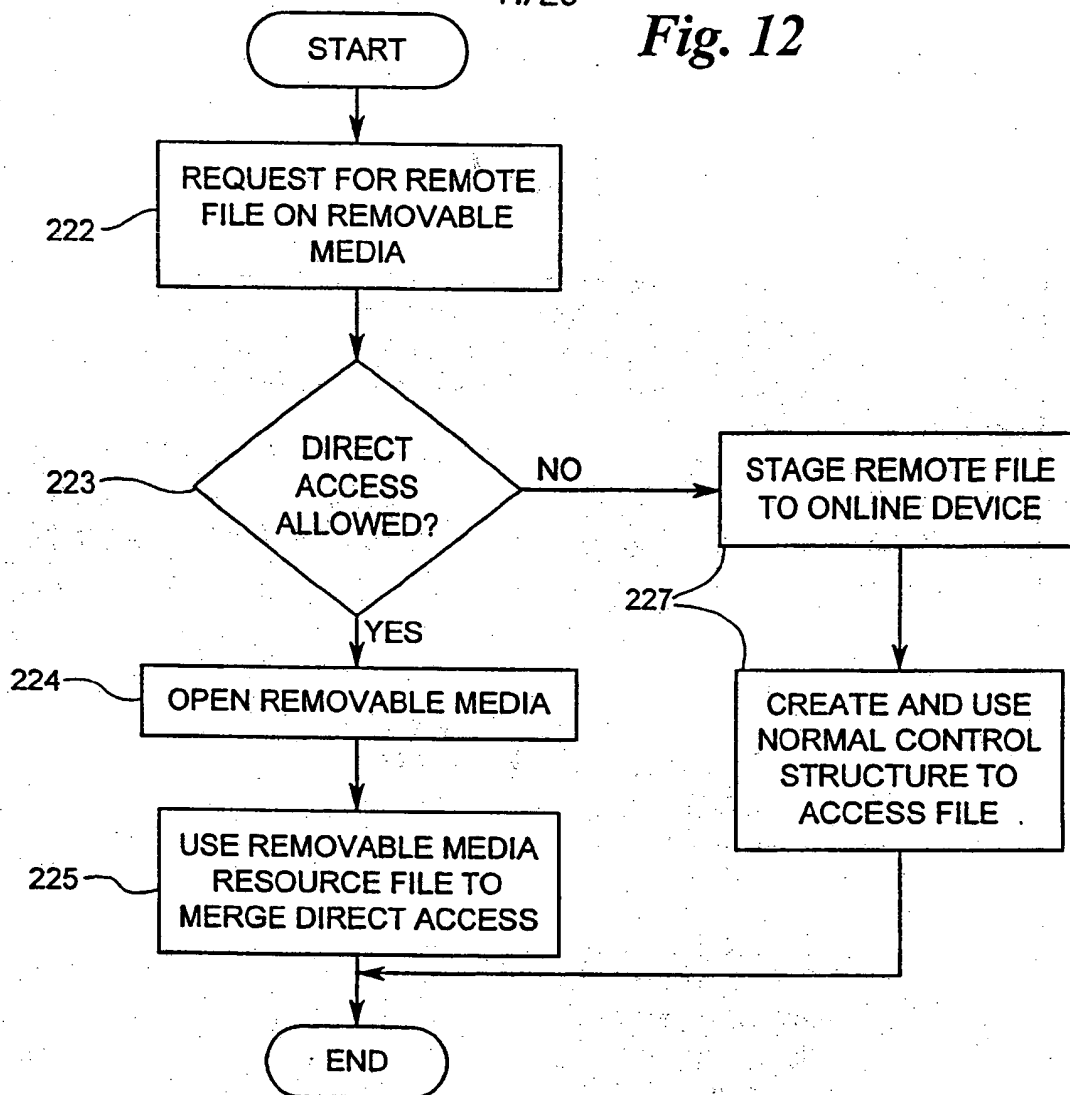 Fig. 12
START
222
REQUEST FOR REMOTE
FILE ON REMOVABLE
MEDIA
223
DIRECT
ACCESS
ALLOWED?
NO
STAGE REMOTE FILE
TO ONLINE DEVICE
227
YES
224
OPEN REMOVABLE MEDIA
CREATE AND USE
NORMAL CONTROL
STRUCTURE TO
ACCESS FILE
225
USE REMOVABLE MEDIA
RESOURCE FILE TO
MERGE DIRECT ACCESS
END